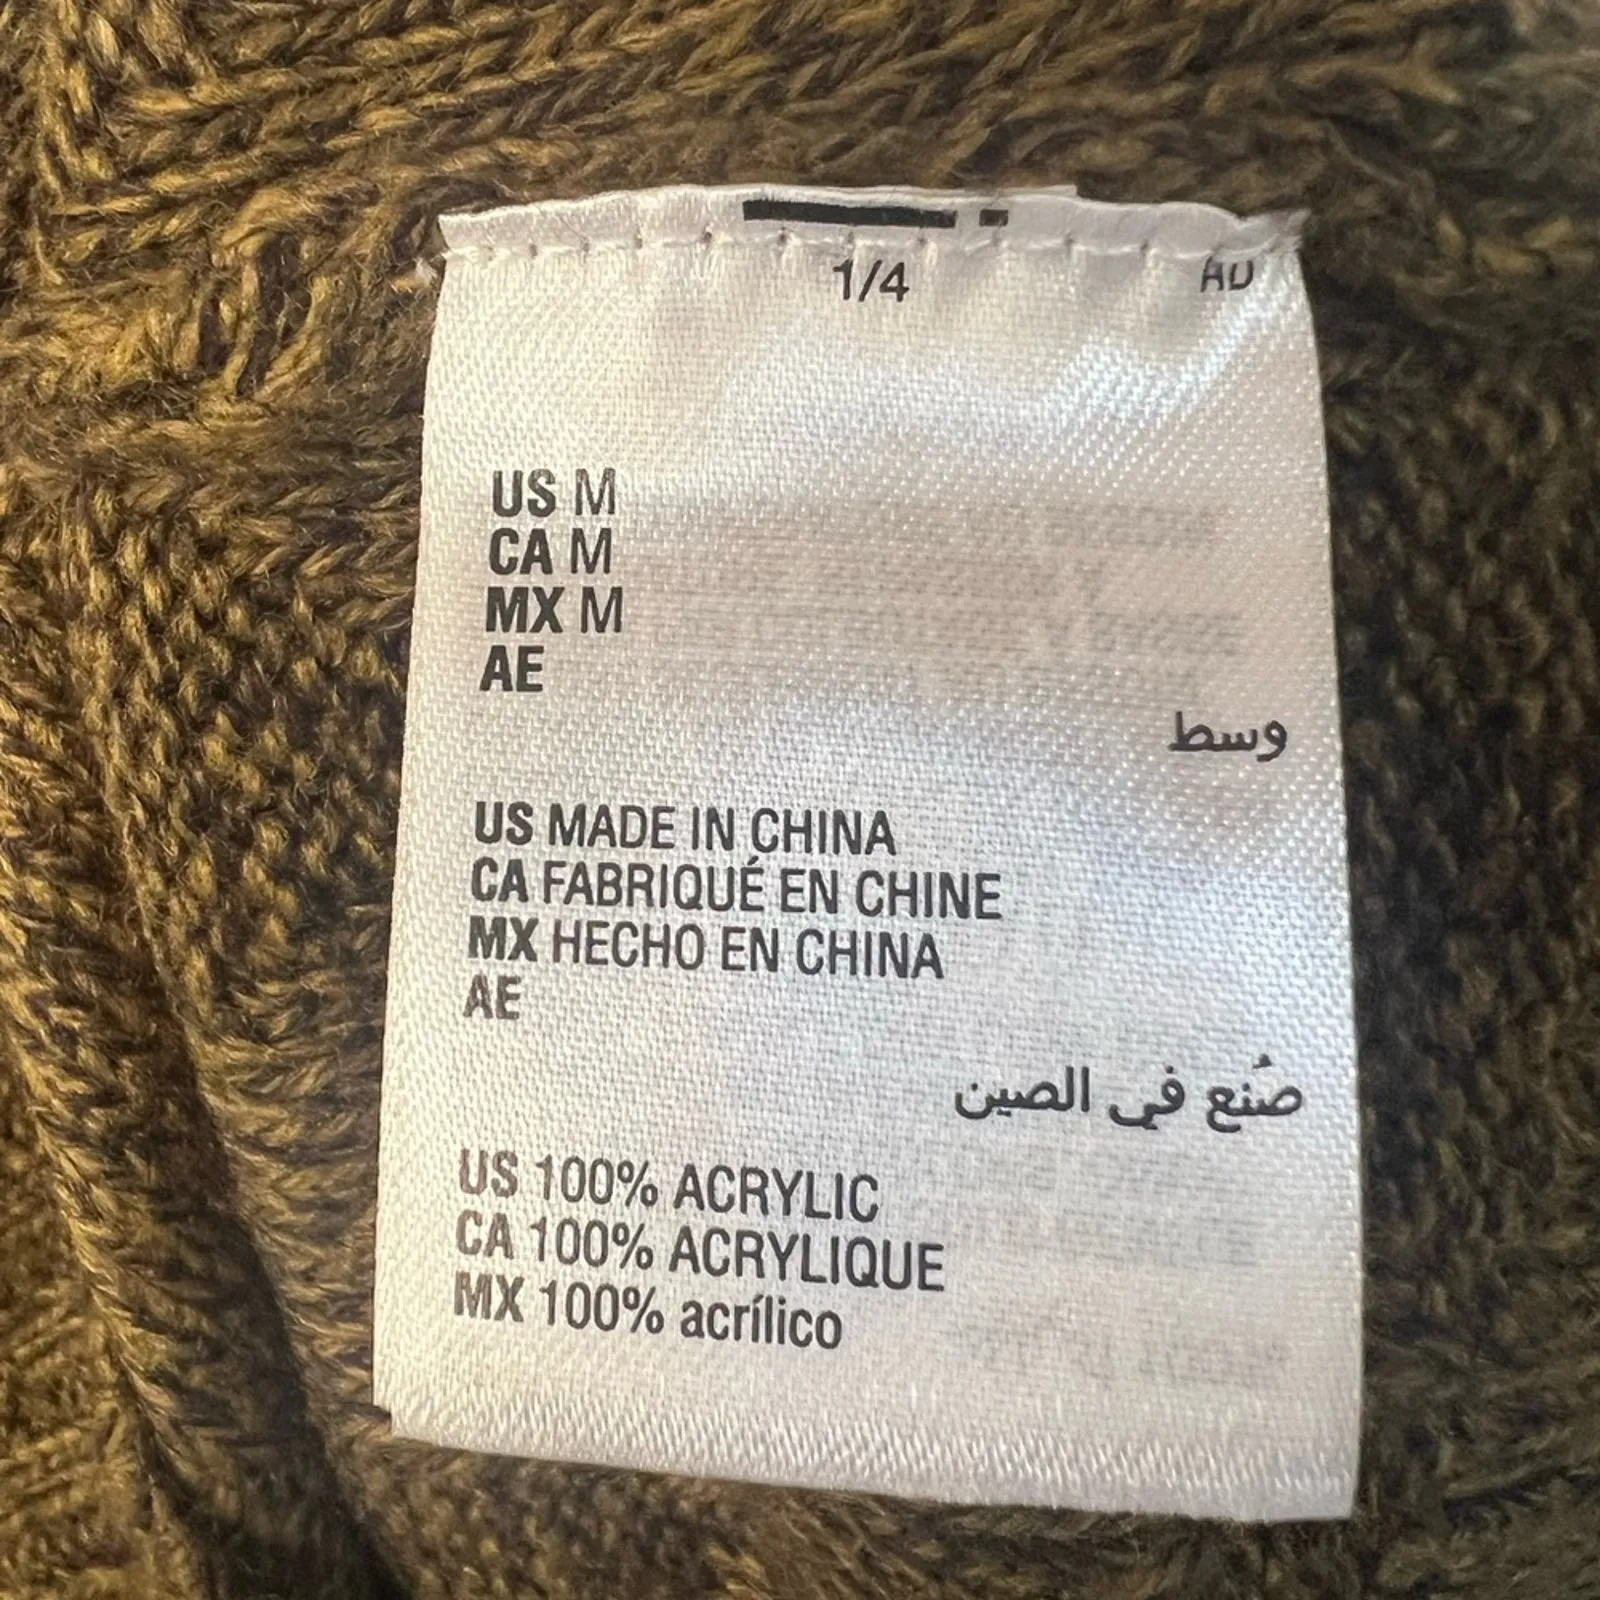 1/4
US M
CA M
MX M
AE
وسط
US MADE IN CHINA
CA FABRIQUÉ EN CHINE
MX HECHO EN CHINA
AE
صُنع في الصين
US 100% ACRYLIC
CA 100% ACRYLIQUE
MX 100% acrílico